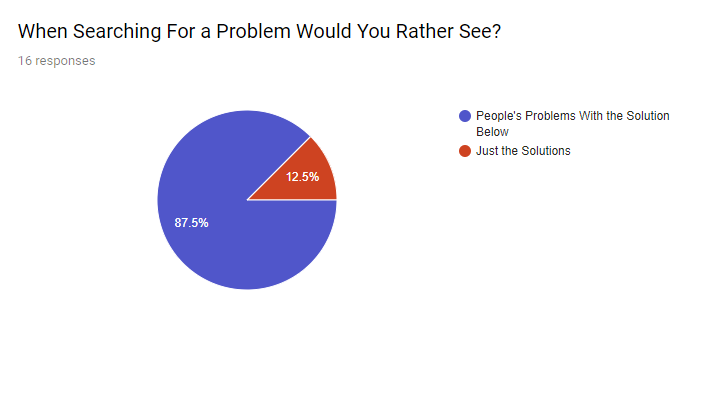 When Searching For a Problem Would You Rather See?
16 responses
People's Problems With the Solution
Below
Just the Solutions
12.5%
87.5%